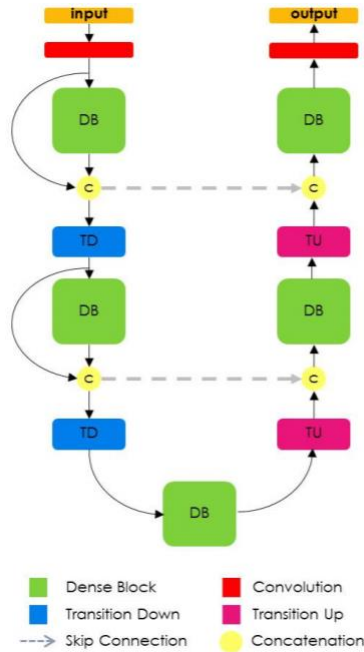 input output
DB DB
C C
TD TU
DB DB
C C
TD TU
DB
Dense Block Convolution
Transition Down Transition Up
Skip Connection Concatenation